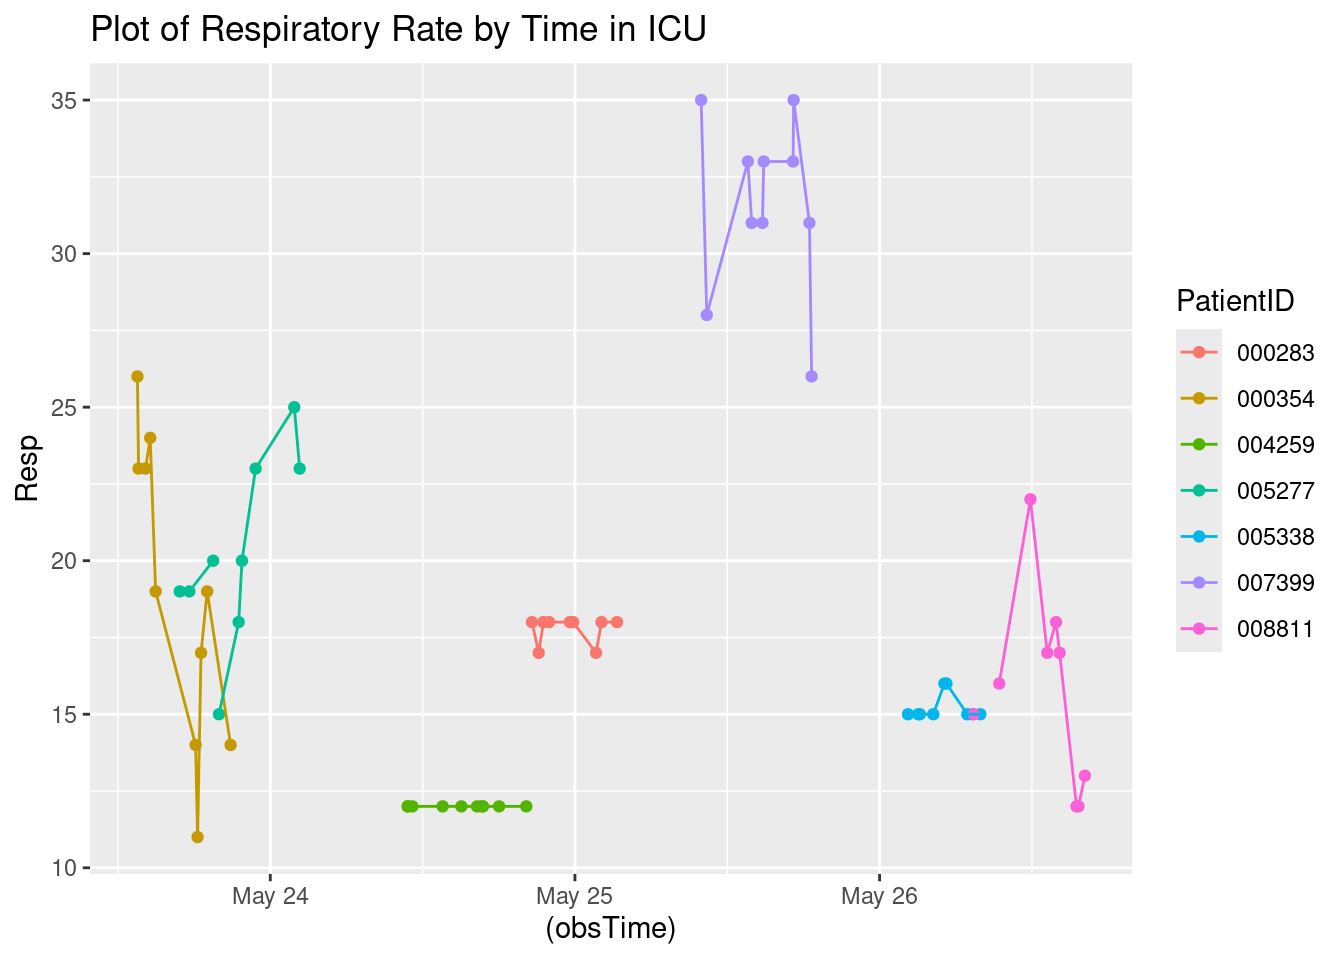 Plot of Respiratory Rate by Time in ICU
35
30
25
20
15
10
Resp
May 24
May 25
May 26
(obsTime)
PatientID
000283
000354
004259
005277
005338
007399
008811